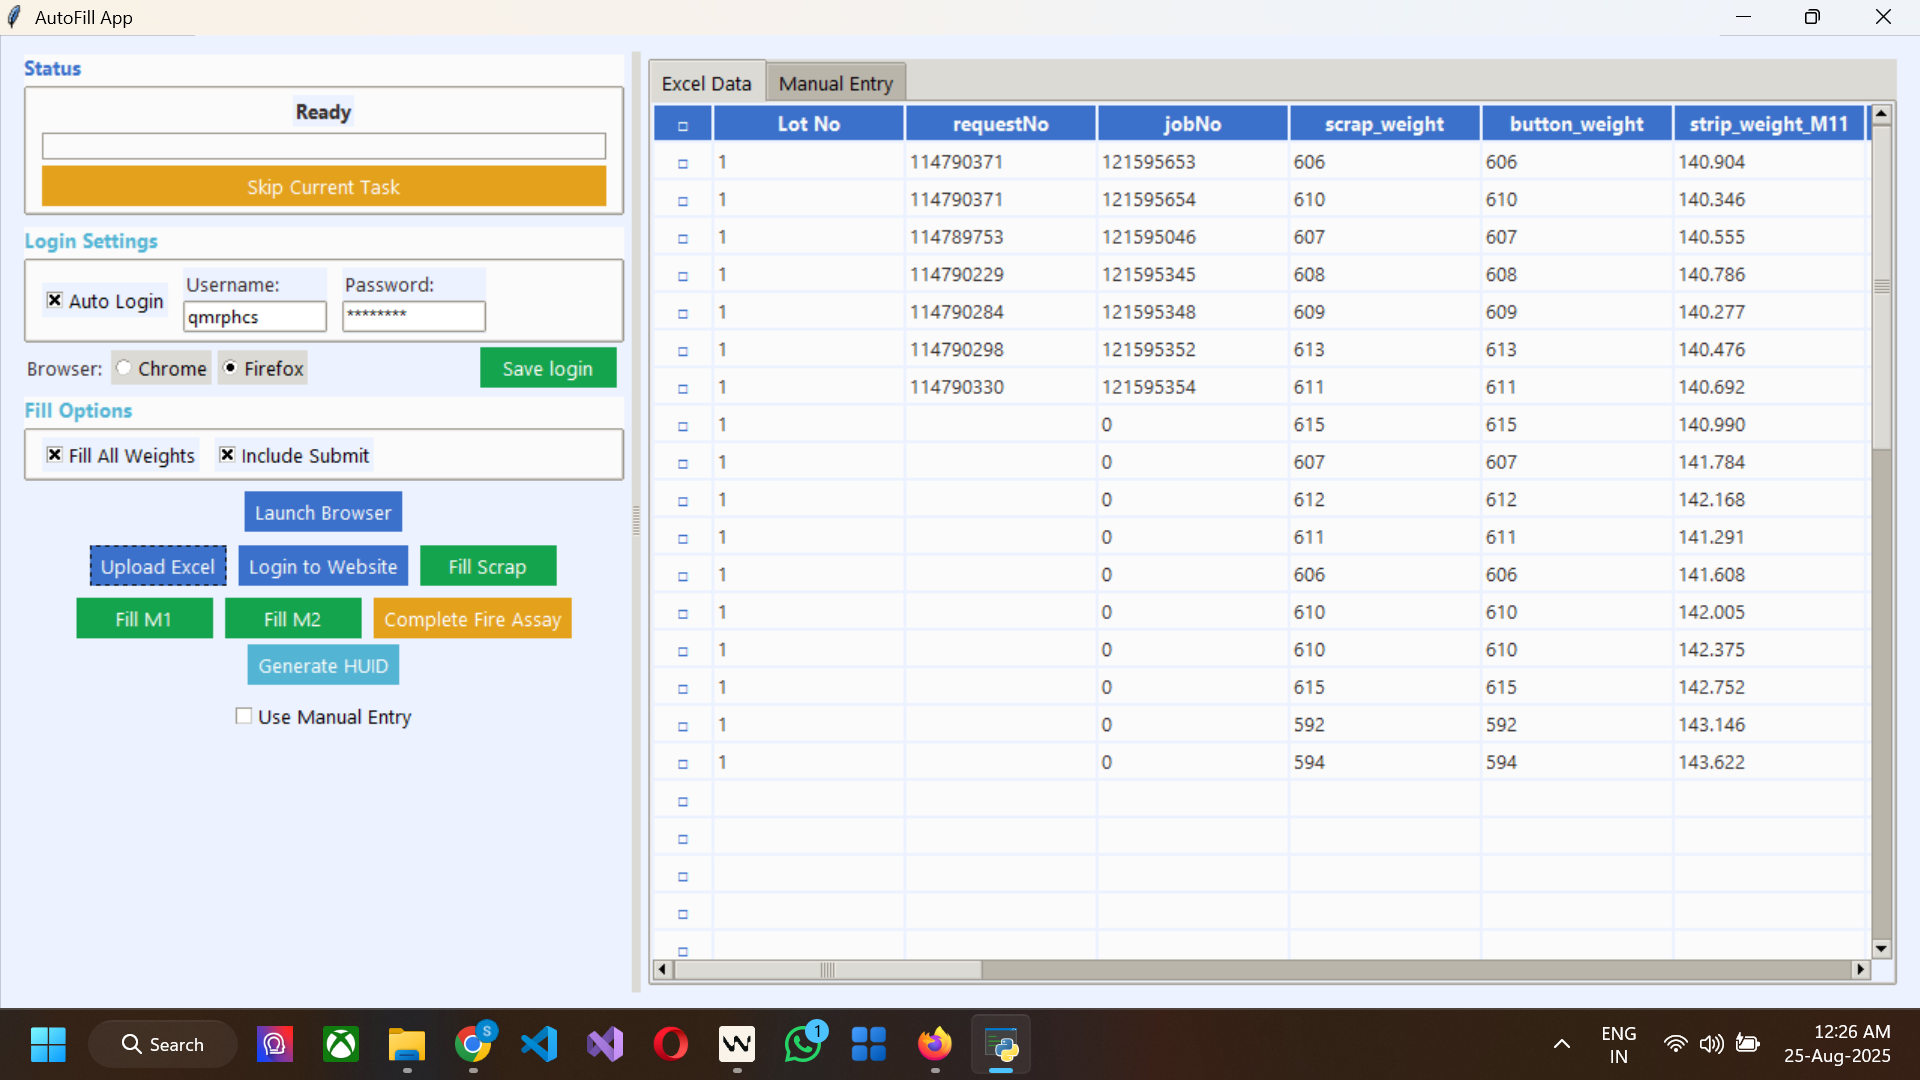 AutoFill App
Status
Ready
Skip Current Task
Login Settings
Auto Login
Username:
Password:
qmrphcs
********
Browser: Chrome Firefox
Save login
Fill Options
Fill All Weights Include Submit
Launch Browser
Upload Excel Login to Website Fill Scrap
Fill M1 Fill M2 Complete Fire Assay
Generate HUID
Use Manual Entry
Excel Data Manual Entry
Lot No requestNo jobNo scrap_weight button_weight strip_weight_M11
1 114790371 121595653 606 606 140.904
1 114790371 121595654 610 610 140.346
1 114789753 121595046 607 607 140.555
1 114790229 121595345 608 608 140.786
1 114790284 121595348 609 609 140.277
1 114790298 121595352 613 613 140.476
1 114790330 121595354 611 611 140.692
1 0 615 615 140.990
1 0 607 607 141.784
1 0 612 612 142.168
1 0 611 611 141.291
1 0 606 606 141.608
1 0 610 610 142.005
1 0 610 610 142.375
1 0 615 615 142.752
1 0 592 592 143.146
1 0 594 594 143.622
Search
S
W
1
ENG
IN
12:26 AM
25-Aug-2025